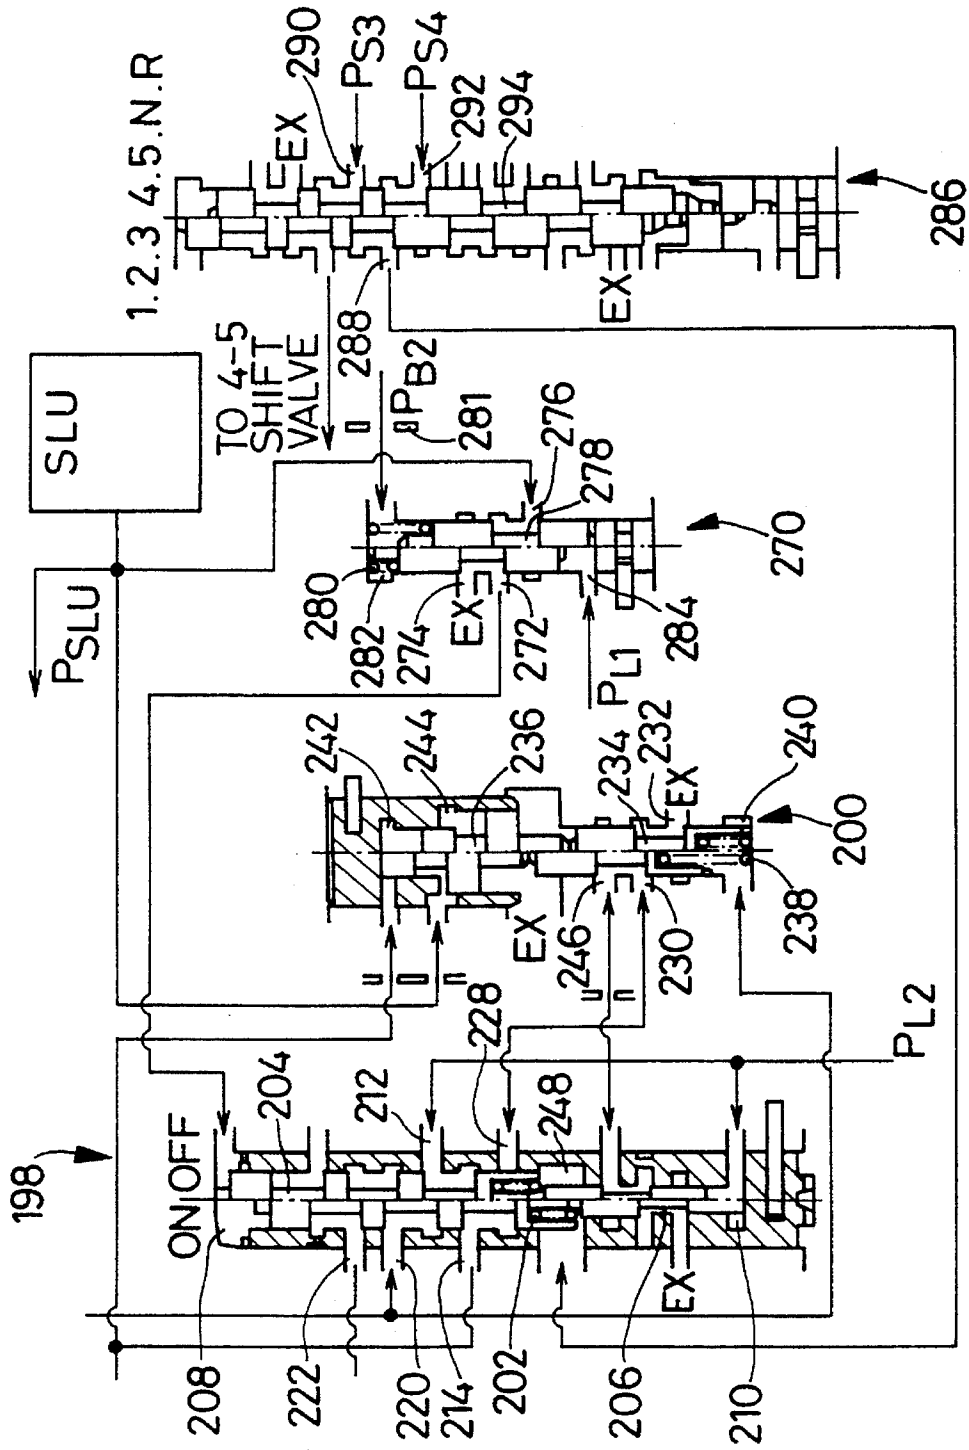 1.2.3 4.5.N.R
290
EX
PS3
PS4
292
294
286
EX
288
TO 4-5
SHIFT
VALVE
SLU
PB2
281
276
278
270
280
282
274
EX
272
284
PL1
PSLU
242
244
236
234
232
EX
240
200
238
230
246
EX
228
PL2
198
204
212
248
ON OFF
208
222
220
214
202
206
EX
210